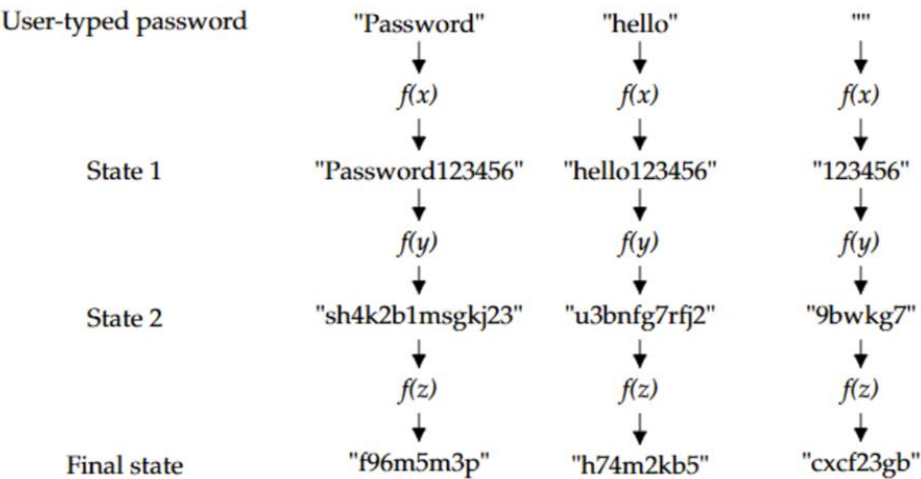 User-typed password "Password" "hello" ""
f(x) f(x) f(x)
State 1 "Password123456" "hello123456" "123456"
f(y) f(y) f(y)
State 2 "sh4k2b1msgkj23" "u3bnfg7rfj2" "9bwkg7"
f(z) f(z) f(z)
Final state "f96m5m3p" "h74m2kb5" "cxcf23gb"